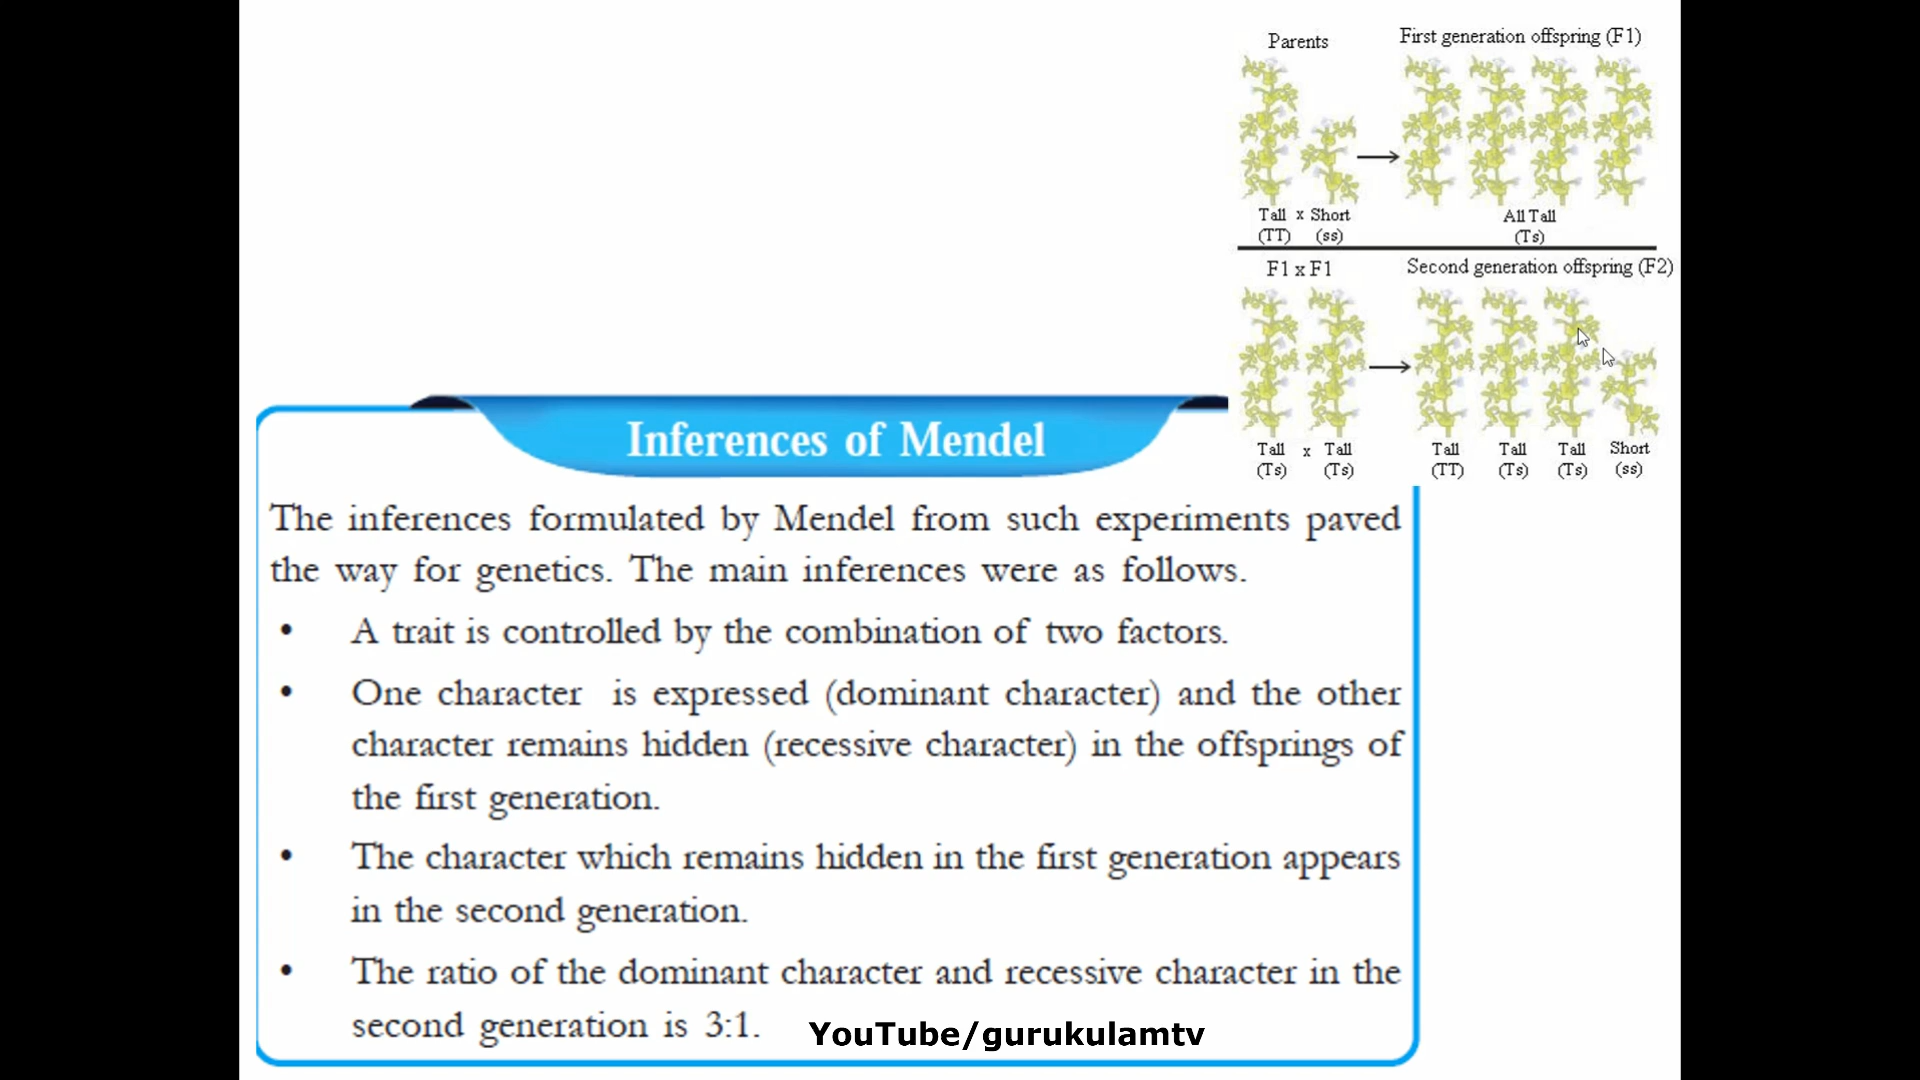 Parents
First generation offspring (F1)
Tall x Short
(TT) (ss)
All Tall
(Ts)
F1 x F1
Second generation offspring (F2)
Tall x Tall
(Ts) (Ts)
Tall Tall Tall Short
(TT) (Ts) (Ts) (ss)
Inferences of Mendel
The inferences formulated by Mendel from such experiments paved
the way for genetics. The main inferences were as follows.
• A trait is controlled by the combination of two factors.
• One character is expressed (dominant character) and the other
character remains hidden (recessive character) in the offsprings of
the first generation.
• The character which remains hidden in the first generation appears
in the second generation.
• The ratio of the dominant character and recessive character in the
second generation is 3:1.
YouTube/gurukulamtv